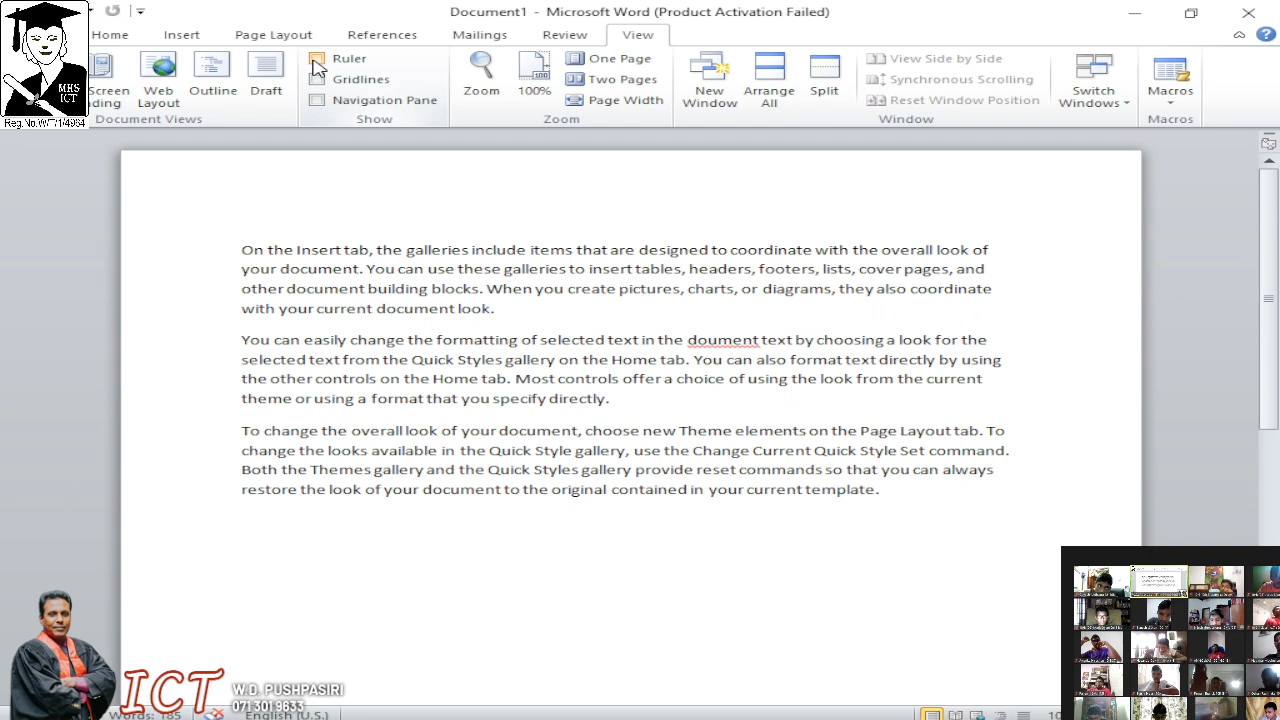 Document1 - Microsoft Word (Product Activation Failed)
Home Insert Page Layout References Mailings Review View
MHS
ICT
Reg.No.W/71/4964
Screen
Web Layout
Outline
Draft
Document Views
Ruler
Gridlines
Navigation Pane
Show
Zoom
100%
One Page
Two Pages
Page Width
Zoom
New Window
Arrange All
Split
View Side by Side
Synchronous Scrolling
Reset Window Position
Window
Switch Windows
Macros
Macros
On the Insert tab, the galleries include items that are designed to coordinate with the overall look of
your document. You can use these galleries to insert tables, headers, footers, lists, cover pages, and
other document building blocks. When you create pictures, charts, or diagrams, they also coordinate
with your current document look.
You can easily change the formatting of selected text in the doument text by choosing a look for the
selected text from the Quick Styles gallery on the Home tab. You can also format text directly by using
the other controls on the Home tab. Most controls offer a choice of using the look from the current
theme or using a format that you specify directly.
To change the overall look of your document, choose new Theme elements on the Page Layout tab. To
change the looks available in the Quick Style gallery, use the Change Current Quick Style Set command.
Both the Themes gallery and the Quick Styles gallery provide reset commands so that you can always
restore the look of your document to the original contained in your current template.
ICT
W.D. PUSHPASIRI
071 301 9633
Words: 185
English (U.S.)